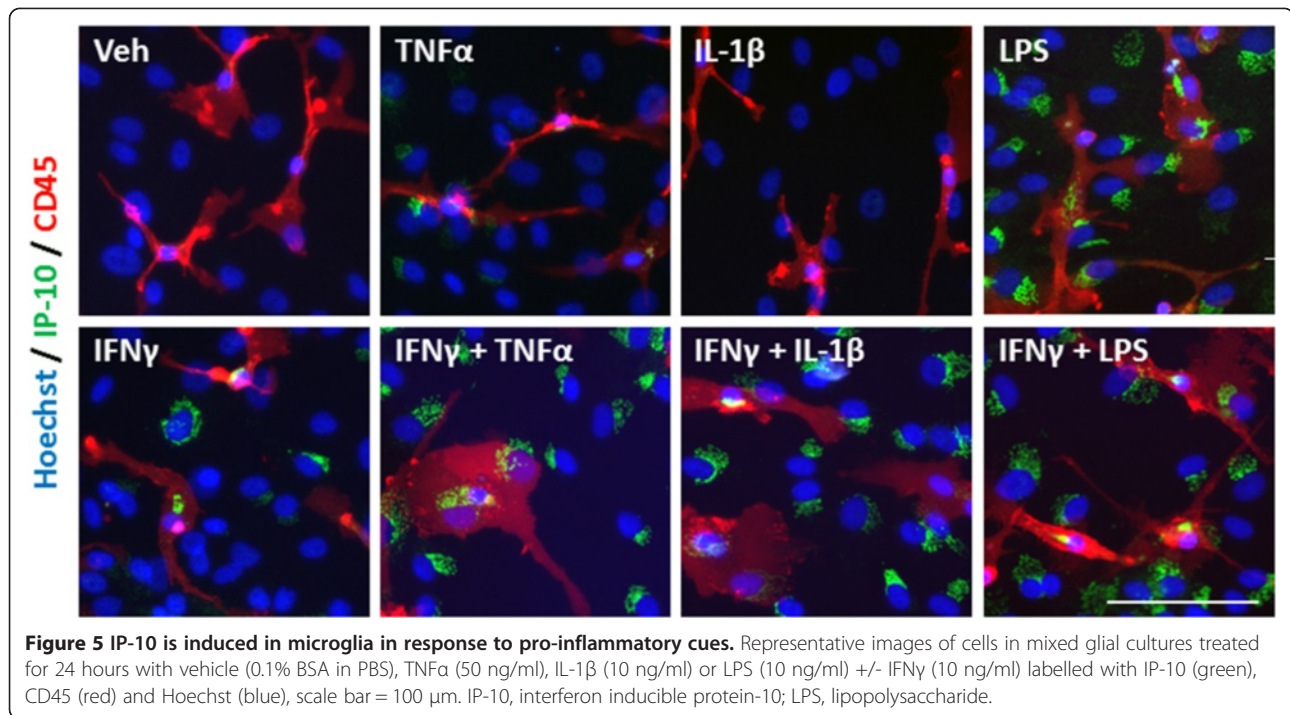 Hoechst / IP-10 / CD45
Veh
TNFα
IL-1β
LPS
IFNγ
IFNγ + TNFα
IFNγ + IL-1β
IFNγ + LPS
Figure 5 IP-10 is induced in microglia in response to pro-inflammatory cues. Representative images of cells in mixed glial cultures treated
for 24 hours with vehicle (0.1% BSA in PBS), TNFα (50 ng/ml), IL-1β (10 ng/ml) or LPS (10 ng/ml) +/- IFNγ (10 ng/ml) labelled with IP-10 (green),
CD45 (red) and Hoechst (blue), scale bar = 100 μm. IP-10, interferon inducible protein-10; LPS, lipopolysaccharide.